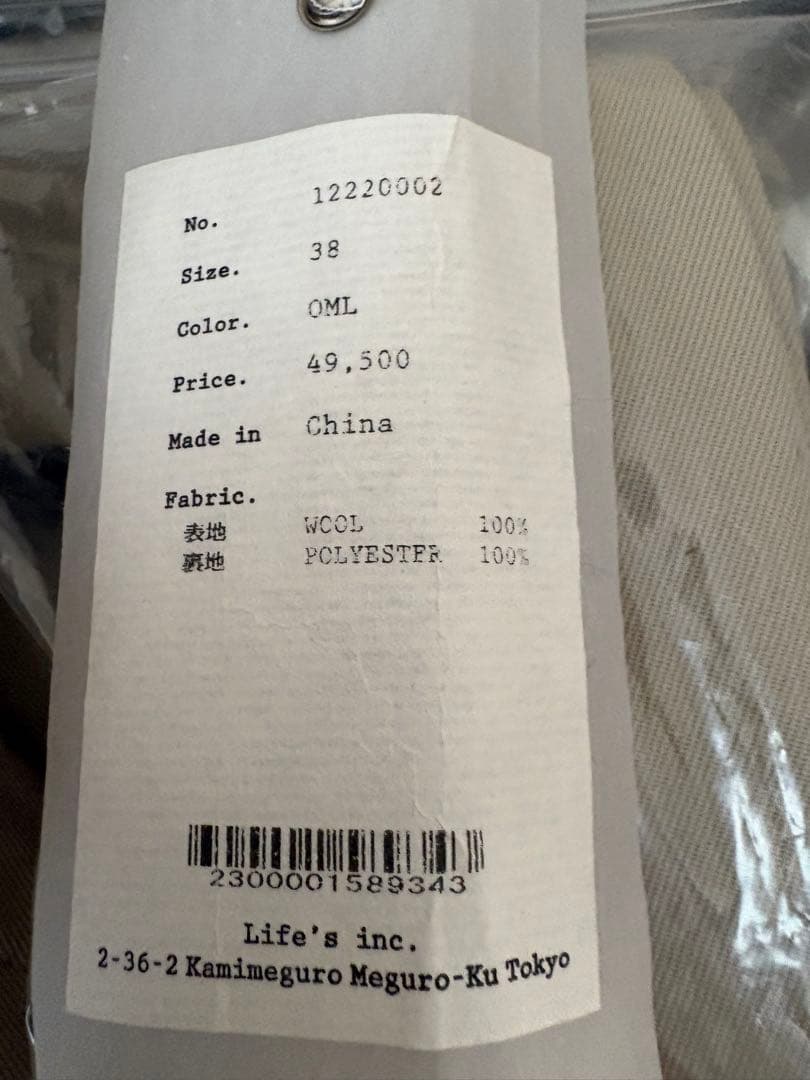 No. 12220002
Size. 38
Color. OML
Price. 49,500
Made in China
Fabric.
表地 WOOL 100%
裏地 POLYESTER 100%
2300001589343
Life's inc.
2-36-2 Kamimeguro Meguro-Ku Tokyo